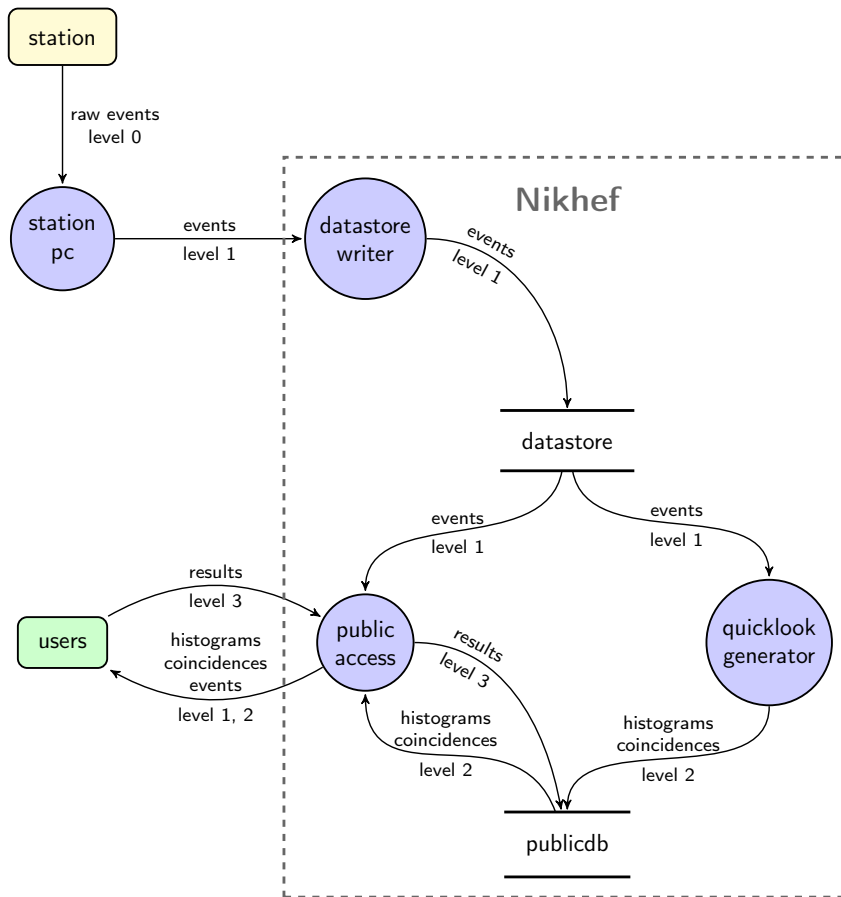 station
raw events
level 0
Nikhef
station
pc
events
level 1
datastore
writer
events
level 1
datastore
events
level 1
events
level 1
results
level 3
users
histograms
coincidences
events
level 1, 2
public
access
results
level 3
quicklook
generator
histograms
coincidences
level 2
histograms
coincidences
level 2
publicdb